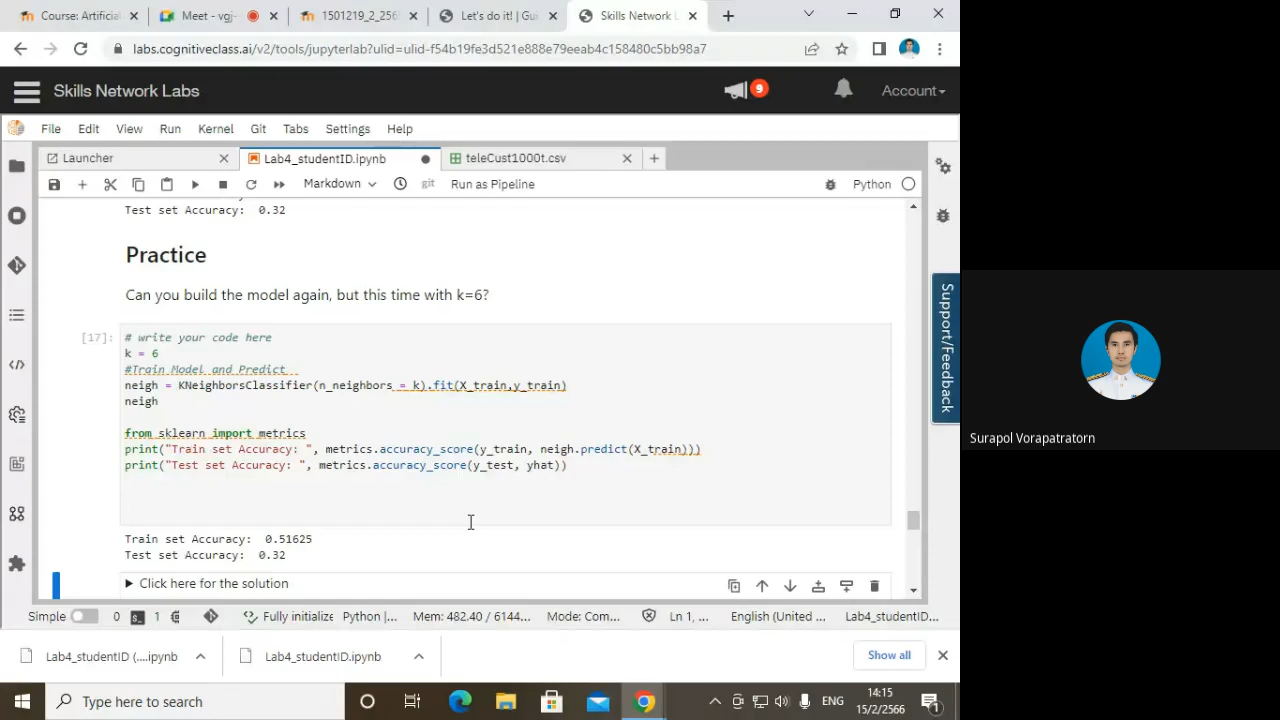 Course: Artificia
Meet - vgj-
1501219_2_256
Let's do it! | Gui
Skills Network L
labs.cognitiveclass.ai/v2/tools/jupyterlab?ulid=ulid-f54b19fe3d521e888e79eeab4c158480c5bb98a7
Skills Network Labs
9
Account
File Edit View Run Kernel Git Tabs Settings Help
Launcher
Lab4_studentID.ipynb
teleCust1000t.csv
Markdown
git
Run as Pipeline
Python
Test set Accuracy:  0.32
Practice
Can you build the model again, but this time with k=6?
[17]:
# write your code here
k = 6
#Train Model and Predict
neigh = KNeighborsClassifier(n_neighbors = k).fit(X_train,y_train)
neigh
from sklearn import metrics
print("Train set Accuracy: ", metrics.accuracy_score(y_train, neigh.predict(X_train)))
print("Test set Accuracy: ", metrics.accuracy_score(y_test, yhat))
Train set Accuracy:  0.51625
Test set Accuracy:  0.32
Click here for the solution
Support/Feedback
Surapol Vorapatratorn
Simple 0 1 Fully initialize Python |... Mem: 482.40 / 6144... Mode: Com... Ln 1, ... English (United ... Lab4_studentID...
Lab4_studentID (....ipynb
Lab4_studentID.ipynb
Show all
Type here to search
ENG
14:15
15/2/2566
1